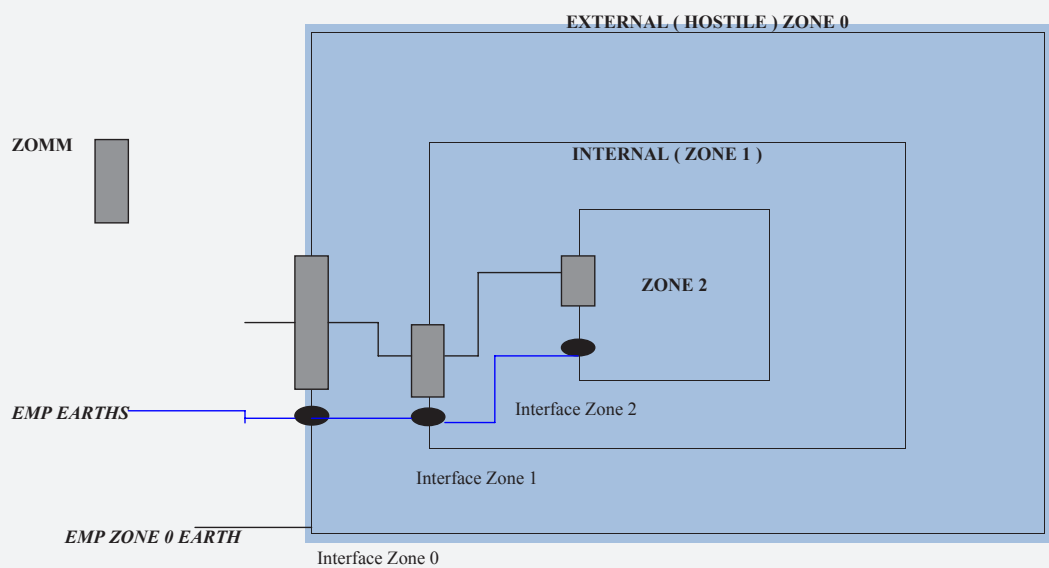 EXTERNAL ( HOSTILE ) ZONE 0
ZOMM
INTERNAL ( ZONE 1 )
ZONE 2
EMP EARTHS
Interface Zone 2
Interface Zone 1
EMP ZONE 0 EARTH
Interface Zone 0